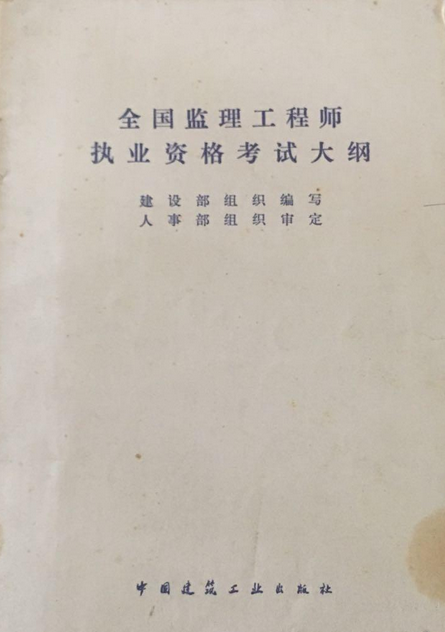 全国监理工程师
执业资格考试大纲
建设部组织编写
人事部组织审定
中国建筑工业出版社